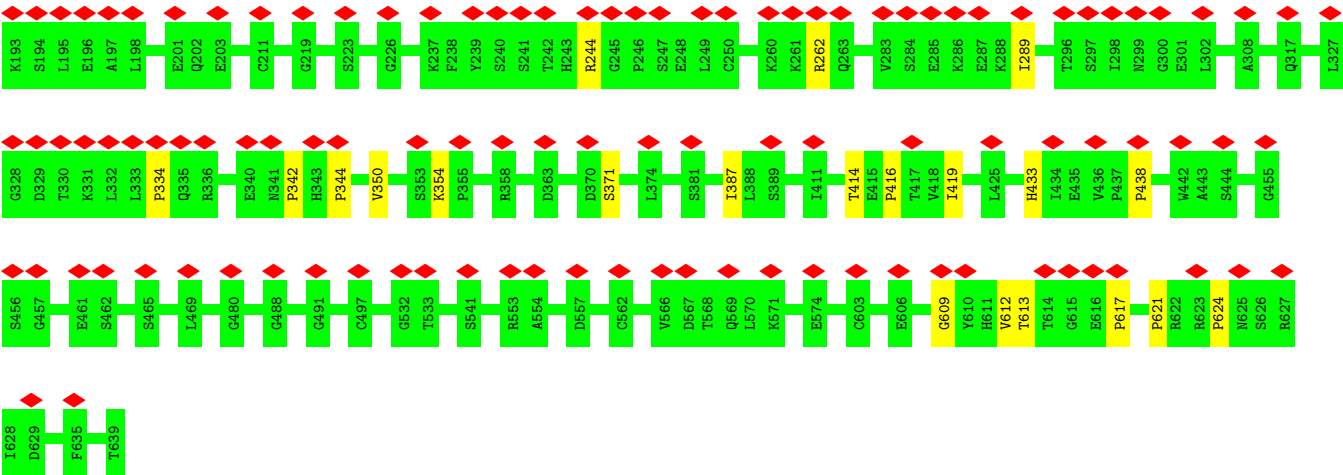 K193 S194 L195 E196 A197 L198 E201 Q202 E203 C211 G219 S223 G226 K237 F238 Y239 S240 S241 T242 H243 R244 G245 P246 S247 E248 L249 C250 K260 K261 R262 Q263 V283 S284 E285 K286 E287 K288 I289 T296 S297 I298 N299 G300 E301 L302 A308 Q317 L327
G328 D329 T330 K331 L332 L333 P334 Q335 R336 E340 N341 P342 H343 P344 V350 S353 K354 P355 R358 D363 D370 S371 L374 S381 I387 L388 S389 I411 T414 E415 P416 T417 V418 I419 L425 H433 I434 E435 V436 P437 P438 W442 A443 S444 G455
S456 G457 E461 S462 S465 L469 G480 G488 G491 C497 G532 T533 S541 R553 A554 D557 C562 V566 D567 T568 Q569 L570 K571 E574 C603 E606 G609 Y610 H611 V612 T613 T614 G615 E616 P617 P621 R622 R623 P624 N625 S626 R627
I628 D629 F635 T639